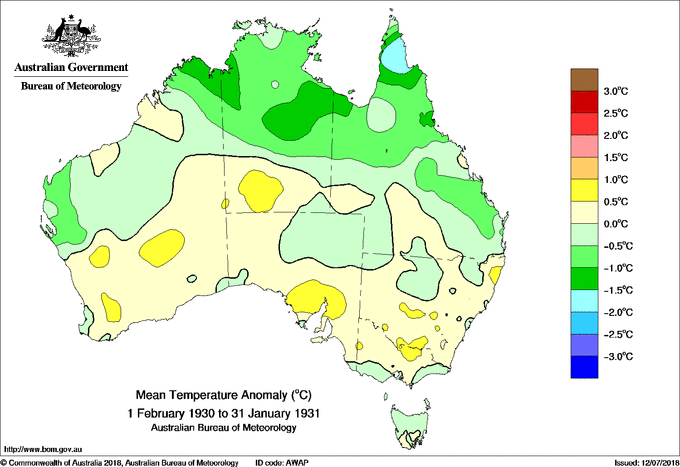 Australian Government
Bureau of Meteorology
3.0°C
2.5°C
2.0°C
1.5°C
1.0°C
0.5°C
0.0°C
-0.5°C
-1.0°C
-1.5°C
-2.0°C
-2.5°C
-3.0°C
Mean Temperature Anomaly (°C)
1 February 1930 to 31 January 1931
Australian Bureau of Meteorology
http://www.bom.gov.au
© Commonwealth of Australia 2018, Australian Bureau of Meteorology ID code: AWAP Issued: 12/07/2018